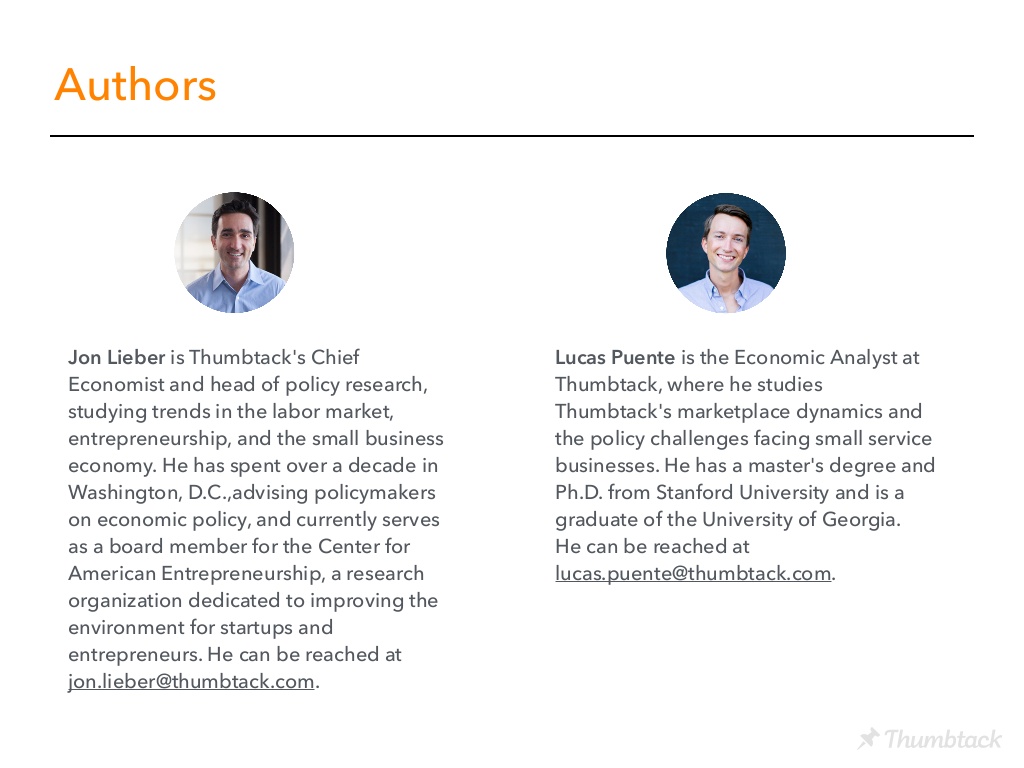 Authors
Jon Lieber is Thumbtack's Chief
Economist and head of policy research,
studying trends in the labor market,
entrepreneurship, and the small business
economy. He has spent over a decade in
Washington, D.C.,advising policymakers
on economic policy, and currently serves
as a board member for the Center for
American Entrepreneurship, a research
organization dedicated to improving the
environment for startups and
entrepreneurs. He can be reached at
jon.lieber@thumbtack.com.
Lucas Puente is the Economic Analyst at
Thumbtack, where he studies
Thumbtack's marketplace dynamics and
the policy challenges facing small service
businesses. He has a master's degree and
Ph.D. from Stanford University and is a
graduate of the University of Georgia.
He can be reached at
lucas.puente@thumbtack.com.
Thumbtack